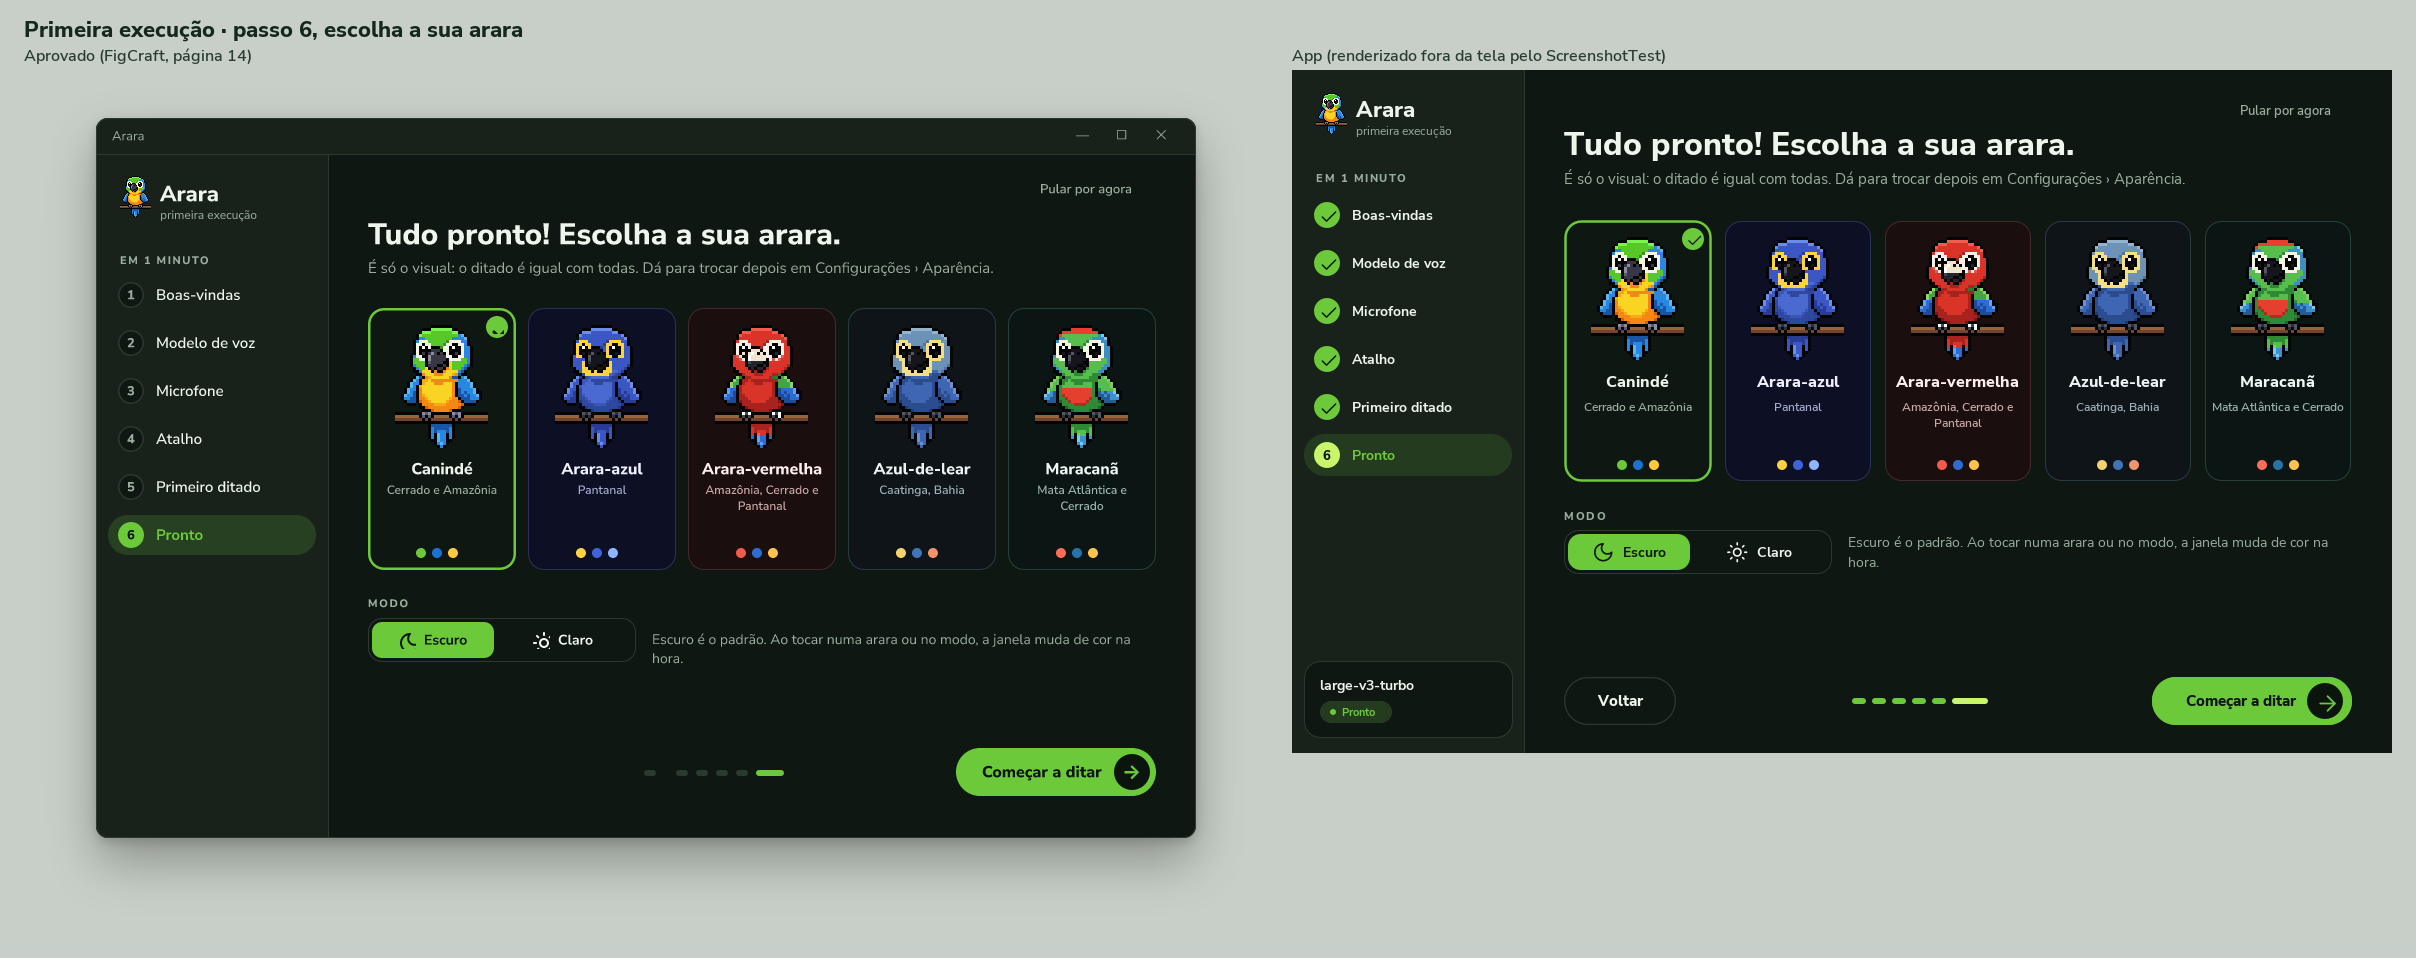 Primeira execução · passo 6, escolha a sua arara
Aprovado (FigCraft, página 14)
Arara
Arara
primeira execução
EM 1 MINUTO
1 Boas-vindas
2 Modelo de voz
3 Microfone
4 Atalho
5 Primeiro ditado
6 Pronto
Pular por agora
Tudo pronto! Escolha a sua arara.
É só o visual: o ditado é igual com todas. Dá para trocar depois em Configurações › Aparência.
Canindé
Cerrado e Amazônia
Arara-azul
Pantanal
Arara-vermelha
Amazônia, Cerrado e
Pantanal
Azul-de-lear
Caatinga, Bahia
Maracanã
Mata Atlântica e
Cerrado
MODO
Escuro
Claro
Escuro é o padrão. Ao tocar numa arara ou no modo, a janela muda de cor na
hora.
Começar a ditar
App (renderizado fora da tela pelo ScreenshotTest)
Arara
primeira execução
EM 1 MINUTO
Boas-vindas
Modelo de voz
Microfone
Atalho
Primeiro ditado
6 Pronto
large-v3-turbo
Pronto
Pular por agora
Tudo pronto! Escolha a sua arara.
É só o visual: o ditado é igual com todas. Dá para trocar depois em Configurações › Aparência.
Canindé
Cerrado e Amazônia
Arara-azul
Pantanal
Arara-vermelha
Amazônia, Cerrado e
Pantanal
Azul-de-lear
Caatinga, Bahia
Maracanã
Mata Atlântica e Cerrado
MODO
Escuro
Claro
Escuro é o padrão. Ao tocar numa arara ou no modo, a janela muda de cor na
hora.
Voltar
Começar a ditar